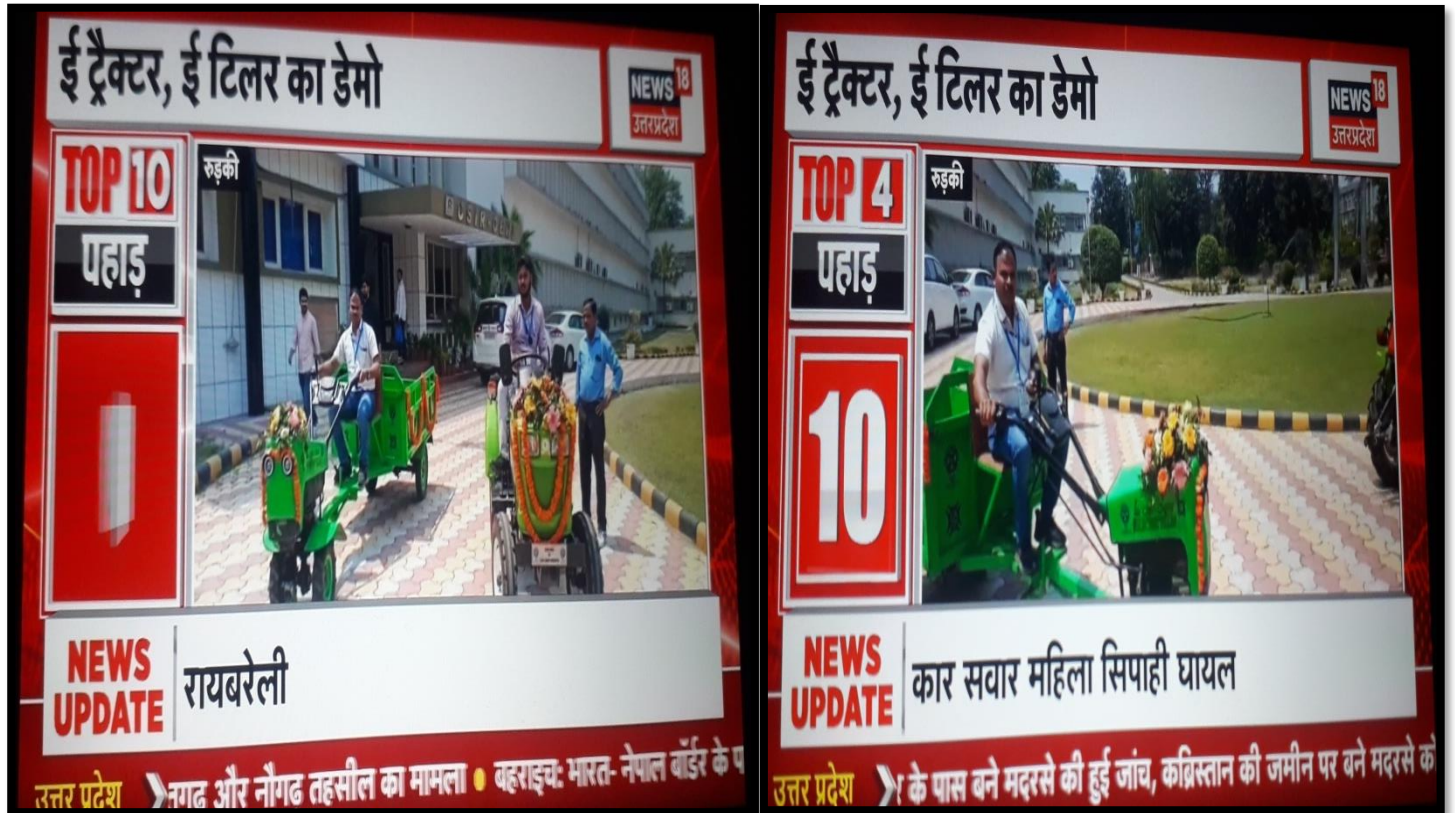 ई ट्रैक्टर, ई टिलर का डेमो
NEWS 18
उत्तरप्रदेश
TOP 10
पहाड़
रुड़की
NEWS
UPDATE
रायबरेली
उत्तर प्रदेश
और नौगढ़ तहसील का मामला • बहराइच: भारत- नेपाल बॉर्डर के
ई ट्रैक्टर, ई टिलर का डेमो
NEWS 18
उत्तरप्रदेश
TOP 4
पहाड़
रुड़की
10
NEWS
UPDATE
कार सवार महिला सिपाही घायल
उत्तर प्रदेश
के पास बने मदरसे की हुई जांच, कब्रिस्तान की जमीन पर बने मदरसे को